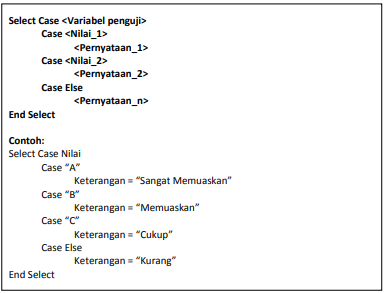 Select Case <Variabel penguji>
Case <Nilai_1>
<Pernyataan_1>
Case <Nilai_2>
<Pernyataan_2>
Case Else
<Pernyataan_n>
End Select
Contoh:
Select Case Nilai
Case “A”
Keterangan = “Sangat Memuaskan”
Case “B”
Keterangan = “Memuaskan”
Case “C”
Keterangan = “Cukup”
Case Else
Keterangan = “Kurang”
End Select